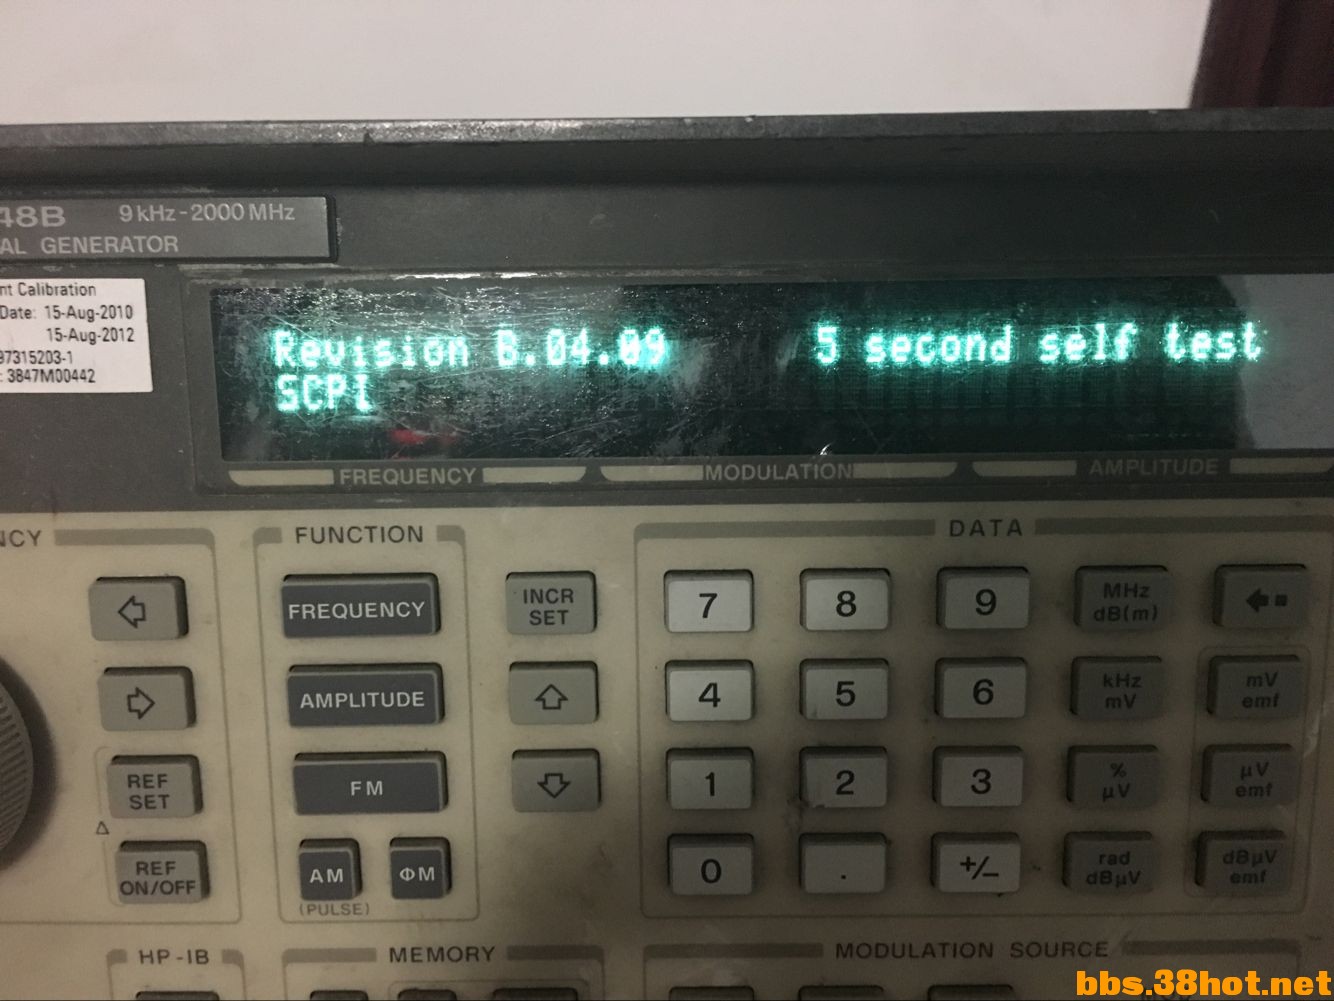 48B 9 kHz-2000 MHz
AL GENERATOR
nt Calibration
Date: 15-Aug-2010
15-Aug-2012
97315203-1
: 3847M00442
Revision B.04.09 5 second self test
SCPI
FREQUENCY MODULATION AMPLITUDE
NCY
FUNCTION
DATA
FREQUENCY
INCR
SET
7 8 9
MHz
dB(m)
AMPLITUDE
4 5 6
kHz
mV
mV
emf
REF
SET
FM
1 2 3
%
µV
µV
emf
Δ
REF
ON/OFF
AM
(PULSE)
ΦM
0 . +/−
rad
dBµV
dBµV
emf
HP-IB
MEMORY
MODULATION SOURCE
bbs.38hot.net